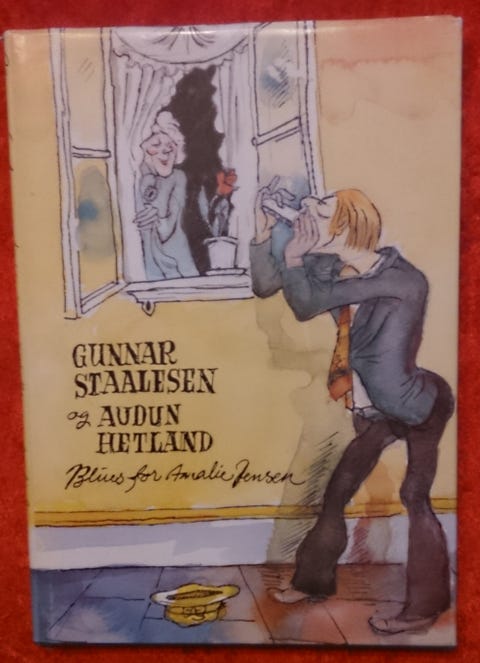 GUNNAR
STAALESEN
og AUDUN
HETLAND
Blues for Amalie Jensen